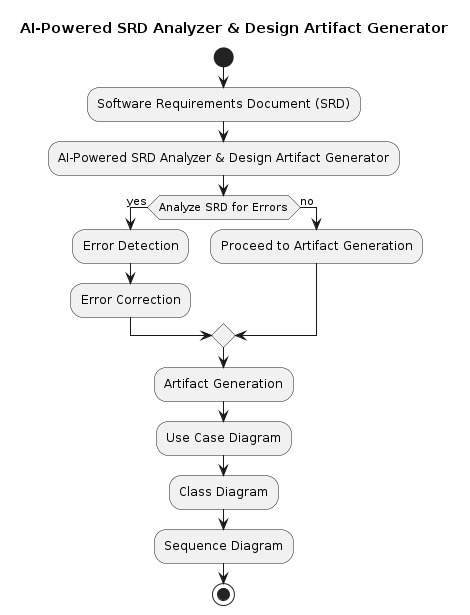 AI-Powered SRD Analyzer & Design Artifact Generator
Software Requirements Document (SRD)
AI-Powered SRD Analyzer & Design Artifact Generator
yes
Analyze SRD for Errors
no
Error Detection
Proceed to Artifact Generation
Error Correction
Artifact Generation
Use Case Diagram
Class Diagram
Sequence Diagram